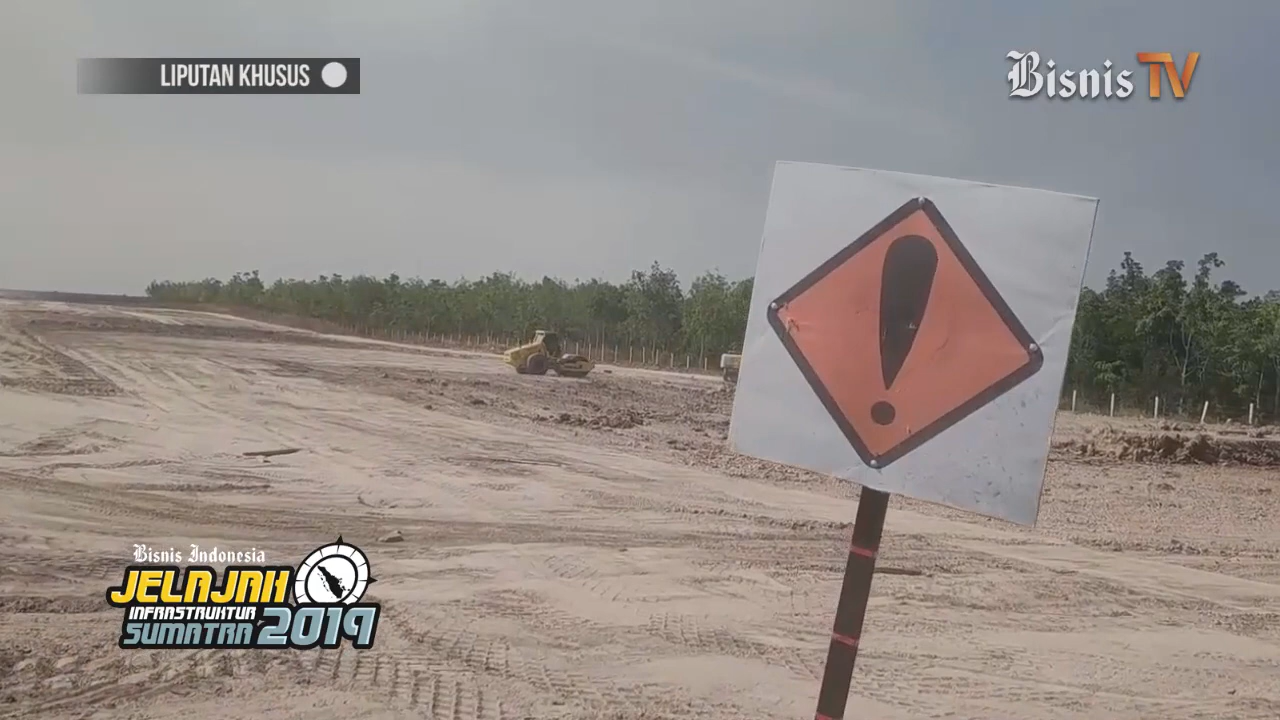 LIPUTAN KHUSUS
Bisnis TV
!
Bisnis Indonesia
JELAJAH
INFRASTRUKTUR
SUMATRA 2019